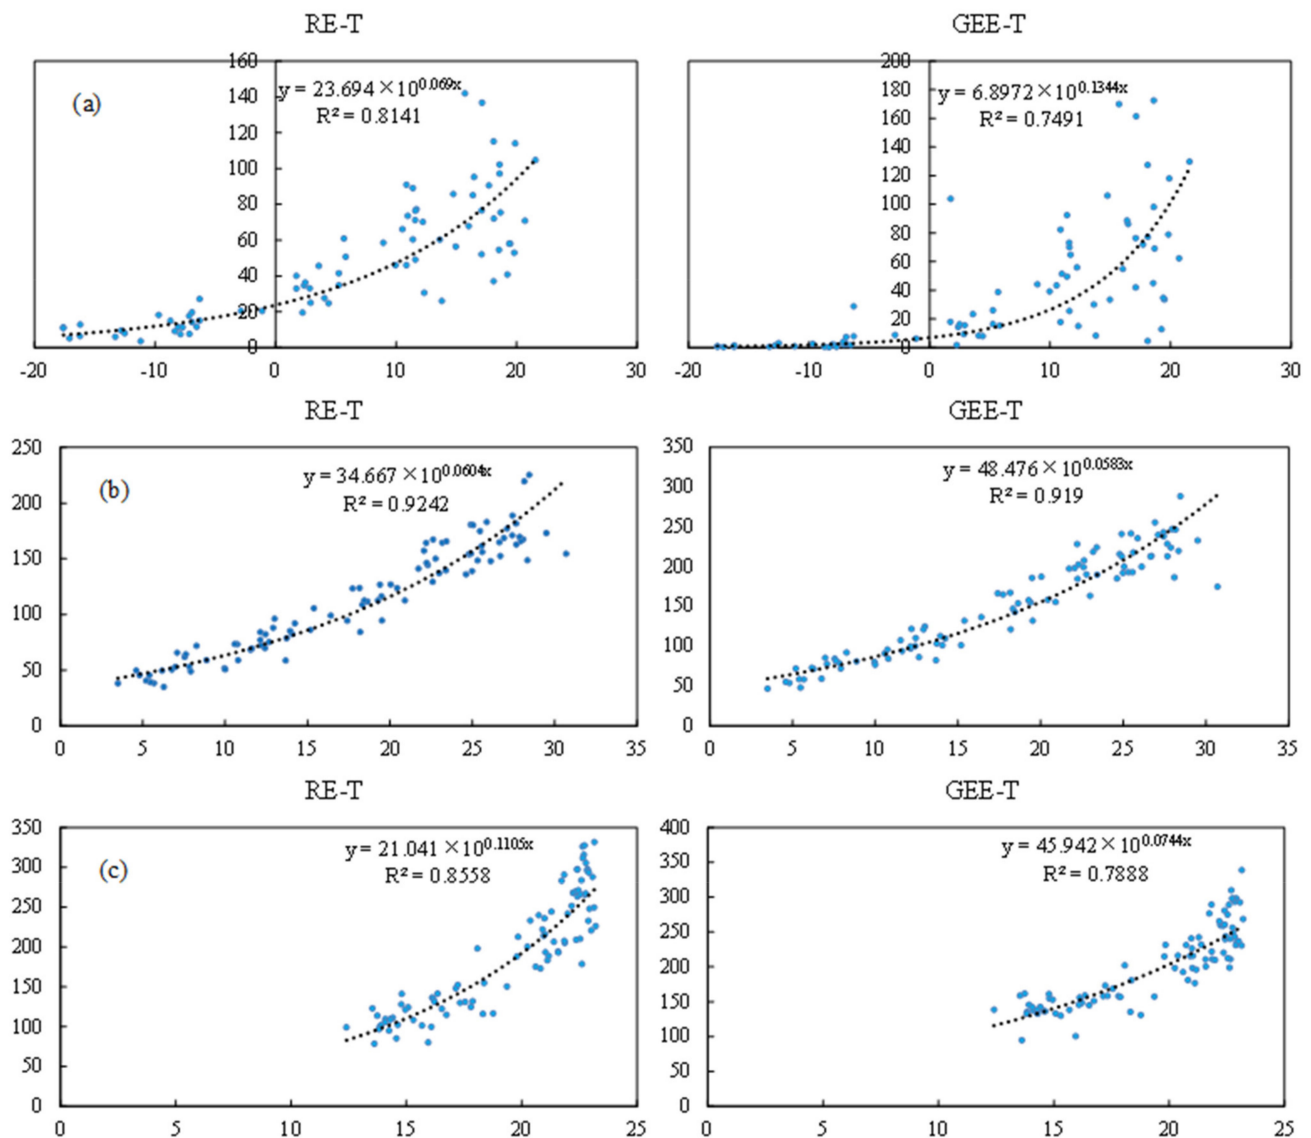 RE-T
GEE-T
(a)
y = 23.694 × 10^0.069x
R² = 0.8141
160
140
120
100
80
60
40
20
0
-20 -10 0 10 20 30
y = 6.8972 × 10^0.1344x
R² = 0.7491
200
180
160
140
120
100
80
60
40
20
0
-20 -10 0 10 20 30
RE-T
GEE-T
(b)
y = 34.667 × 10^0.0604x
R² = 0.9242
250
200
150
100
50
0
0 5 10 15 20 25 30 35
y = 48.476 × 10^0.0583x
R² = 0.919
350
300
250
200
150
100
50
0
0 5 10 15 20 25 30 35
RE-T
GEE-T
(c)
y = 21.041 × 10^0.1105x
R² = 0.8558
350
300
250
200
150
100
50
0
0 5 10 15 20 25
y = 45.942 × 10^0.0744x
R² = 0.7888
400
350
300
250
200
150
100
50
0
0 5 10 15 20 25